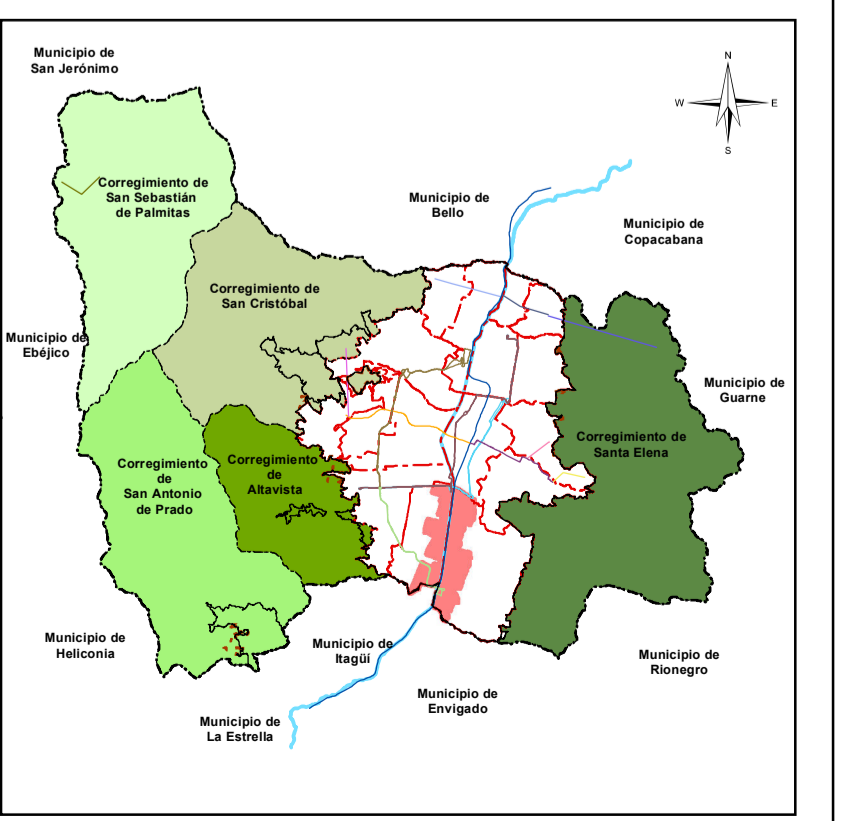 Municipio de
San Jerónimo
N
W
E
S
Corregimiento de
San Sebastián
de Palmitas
Municipio de
Bello
Municipio de
Copacabana
Corregimiento de
San Cristóbal
Municipio de
Ebéjico
Municipio de
Guarne
Corregimiento de
Santa Elena
Corregimiento
de
San Antonio
de Prado
Corregimiento
de
Altavista
Municipio de
Heliconia
Municipio de
Itagüí
Municipio de
Rionegro
Municipio de
Envigado
Municipio de
La Estrella